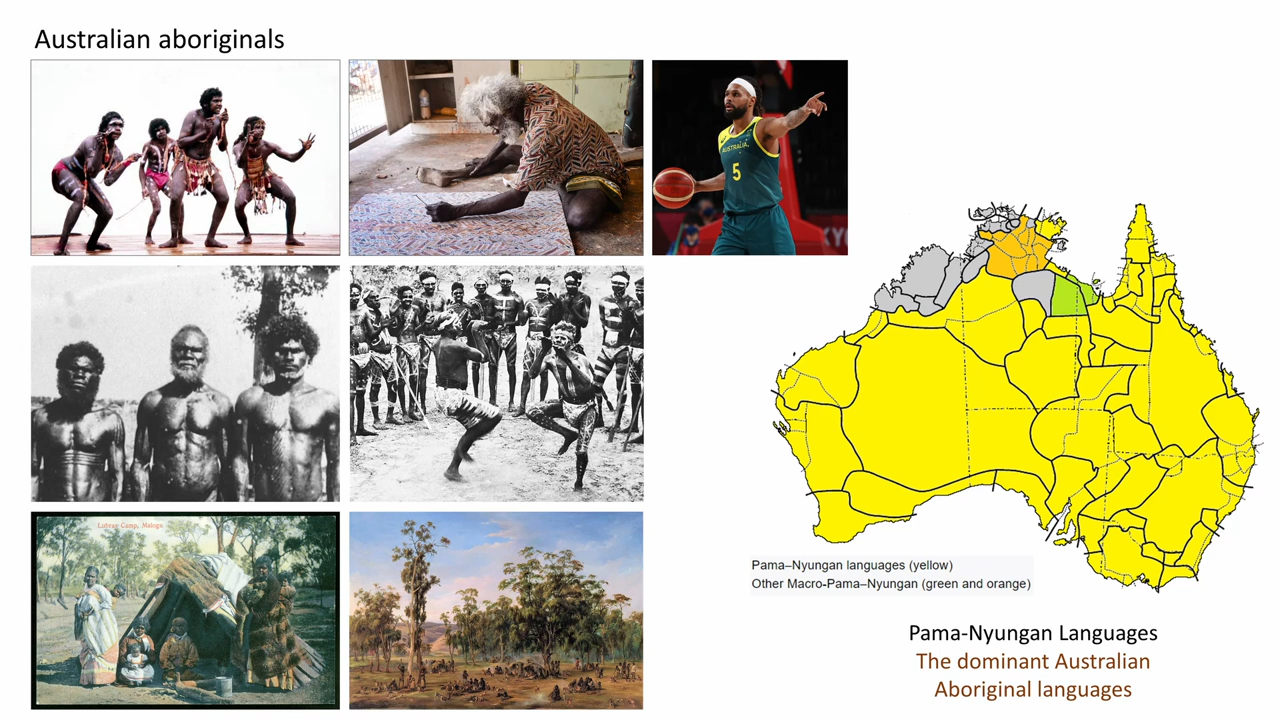 Australian aboriginals
AUSTRALIA
5
Lubras Camp, Maloga
Pama–Nyungan languages (yellow)
Other Macro-Pama–Nyungan (green and orange)
Pama-Nyungan Languages
The dominant Australian
Aboriginal languages